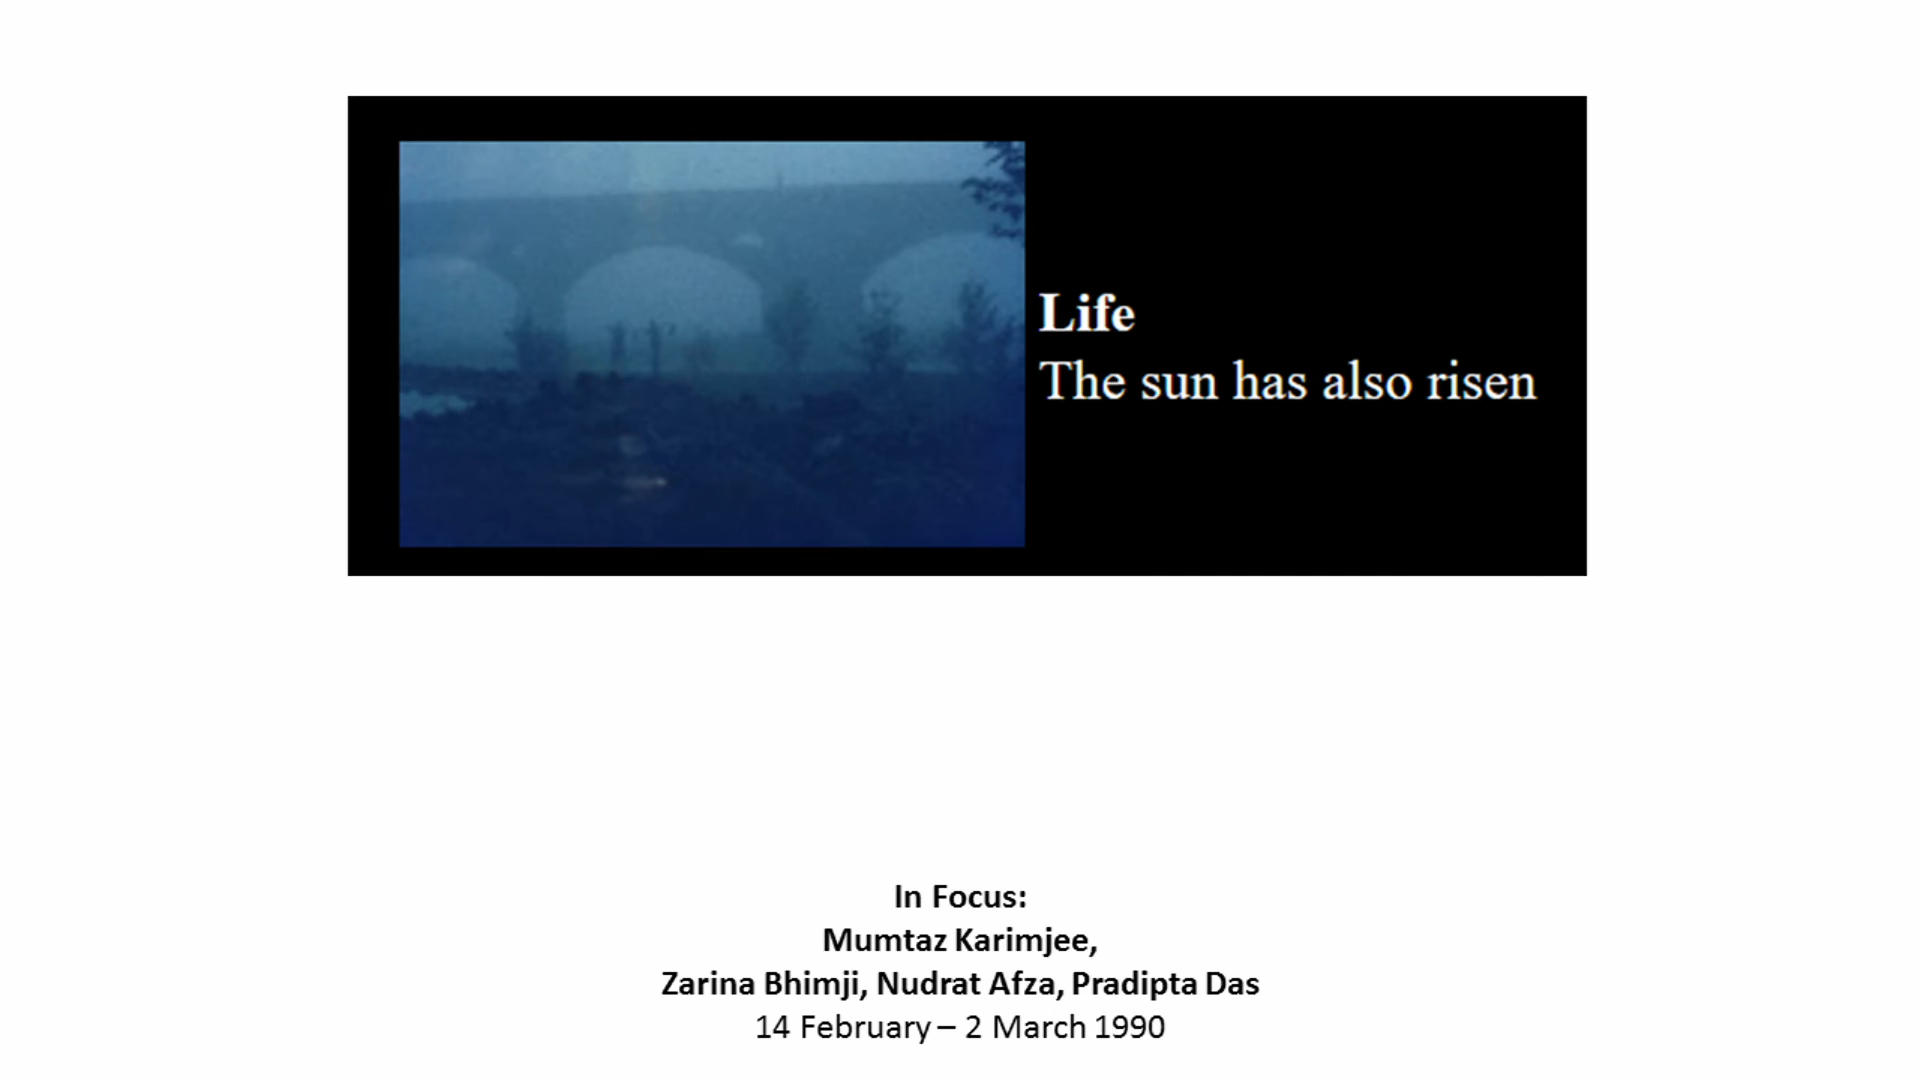 Life
The sun has also risen
In Focus:
Mumtaz Karimjee,
Zarina Bhimji, Nudrat Afza, Pradipta Das
14 February – 2 March 1990